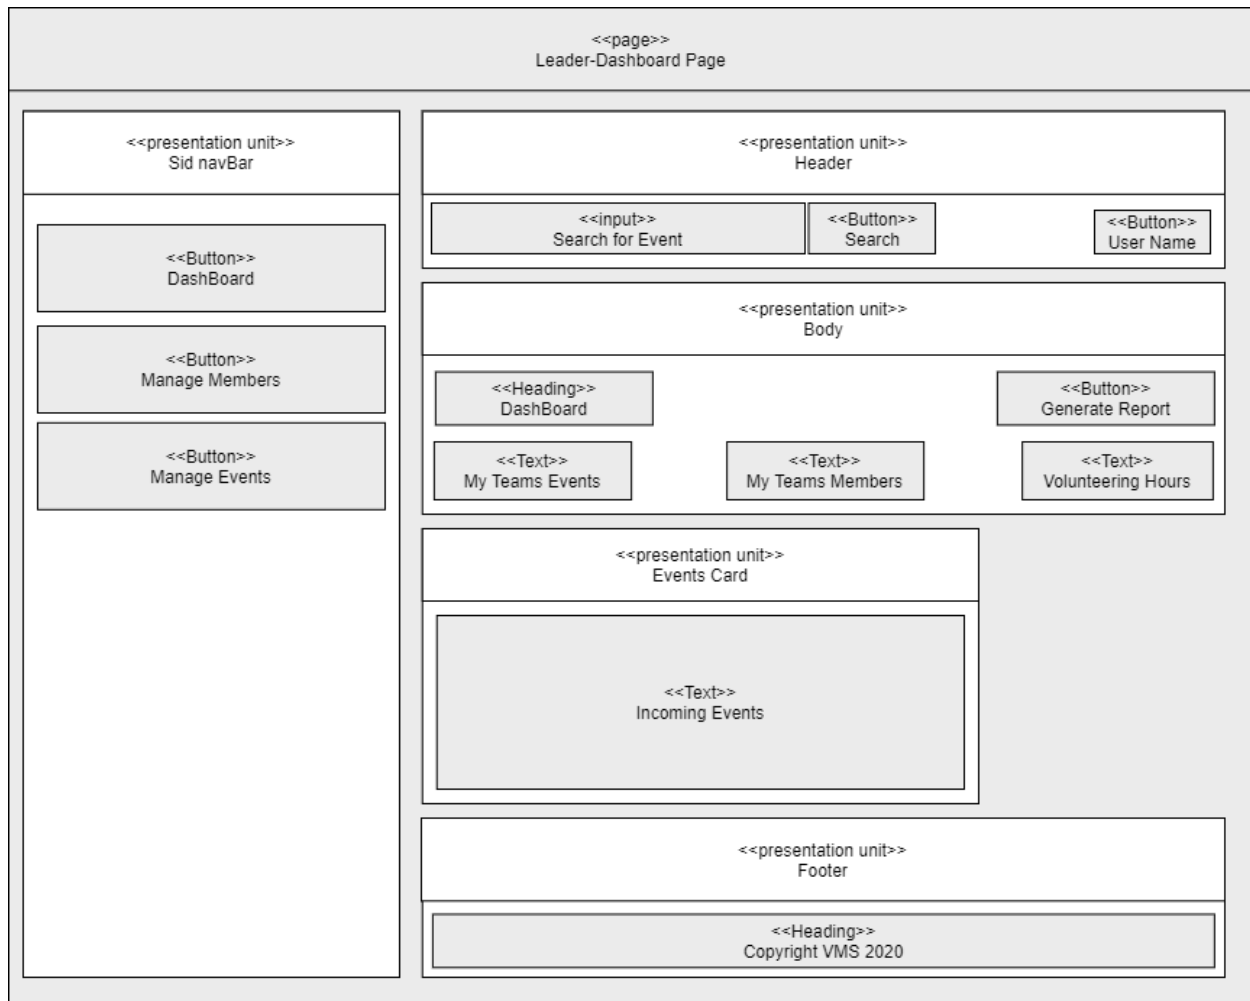 <<page>>
Leader-Dashboard Page
<<presentation unit>>
Sid navBar
<<Button>>
DashBoard
<<Button>>
Manage Members
<<Button>>
Manage Events
<<presentation unit>>
Header
<<input>>
Search for Event
<<Button>>
Search
<<Button>>
User Name
<<presentation unit>>
Body
<<Heading>>
DashBoard
<<Button>>
Generate Report
<<Text>>
My Teams Events
<<Text>>
My Teams Members
<<Text>>
Volunteering Hours
<<presentation unit>>
Events Card
<<Text>>
Incoming Events
<<presentation unit>>
Footer
<<Heading>>
Copyright VMS 2020